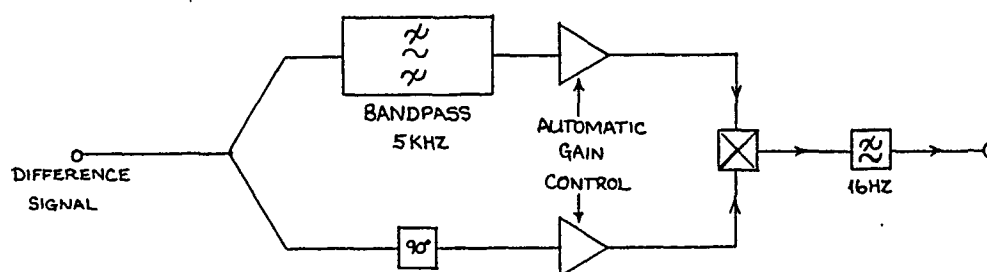 BANDPASS
5KHZ
AUTOMATIC
GAIN
CONTROL
DIFFERENCE
SIGNAL
16HZ
90°